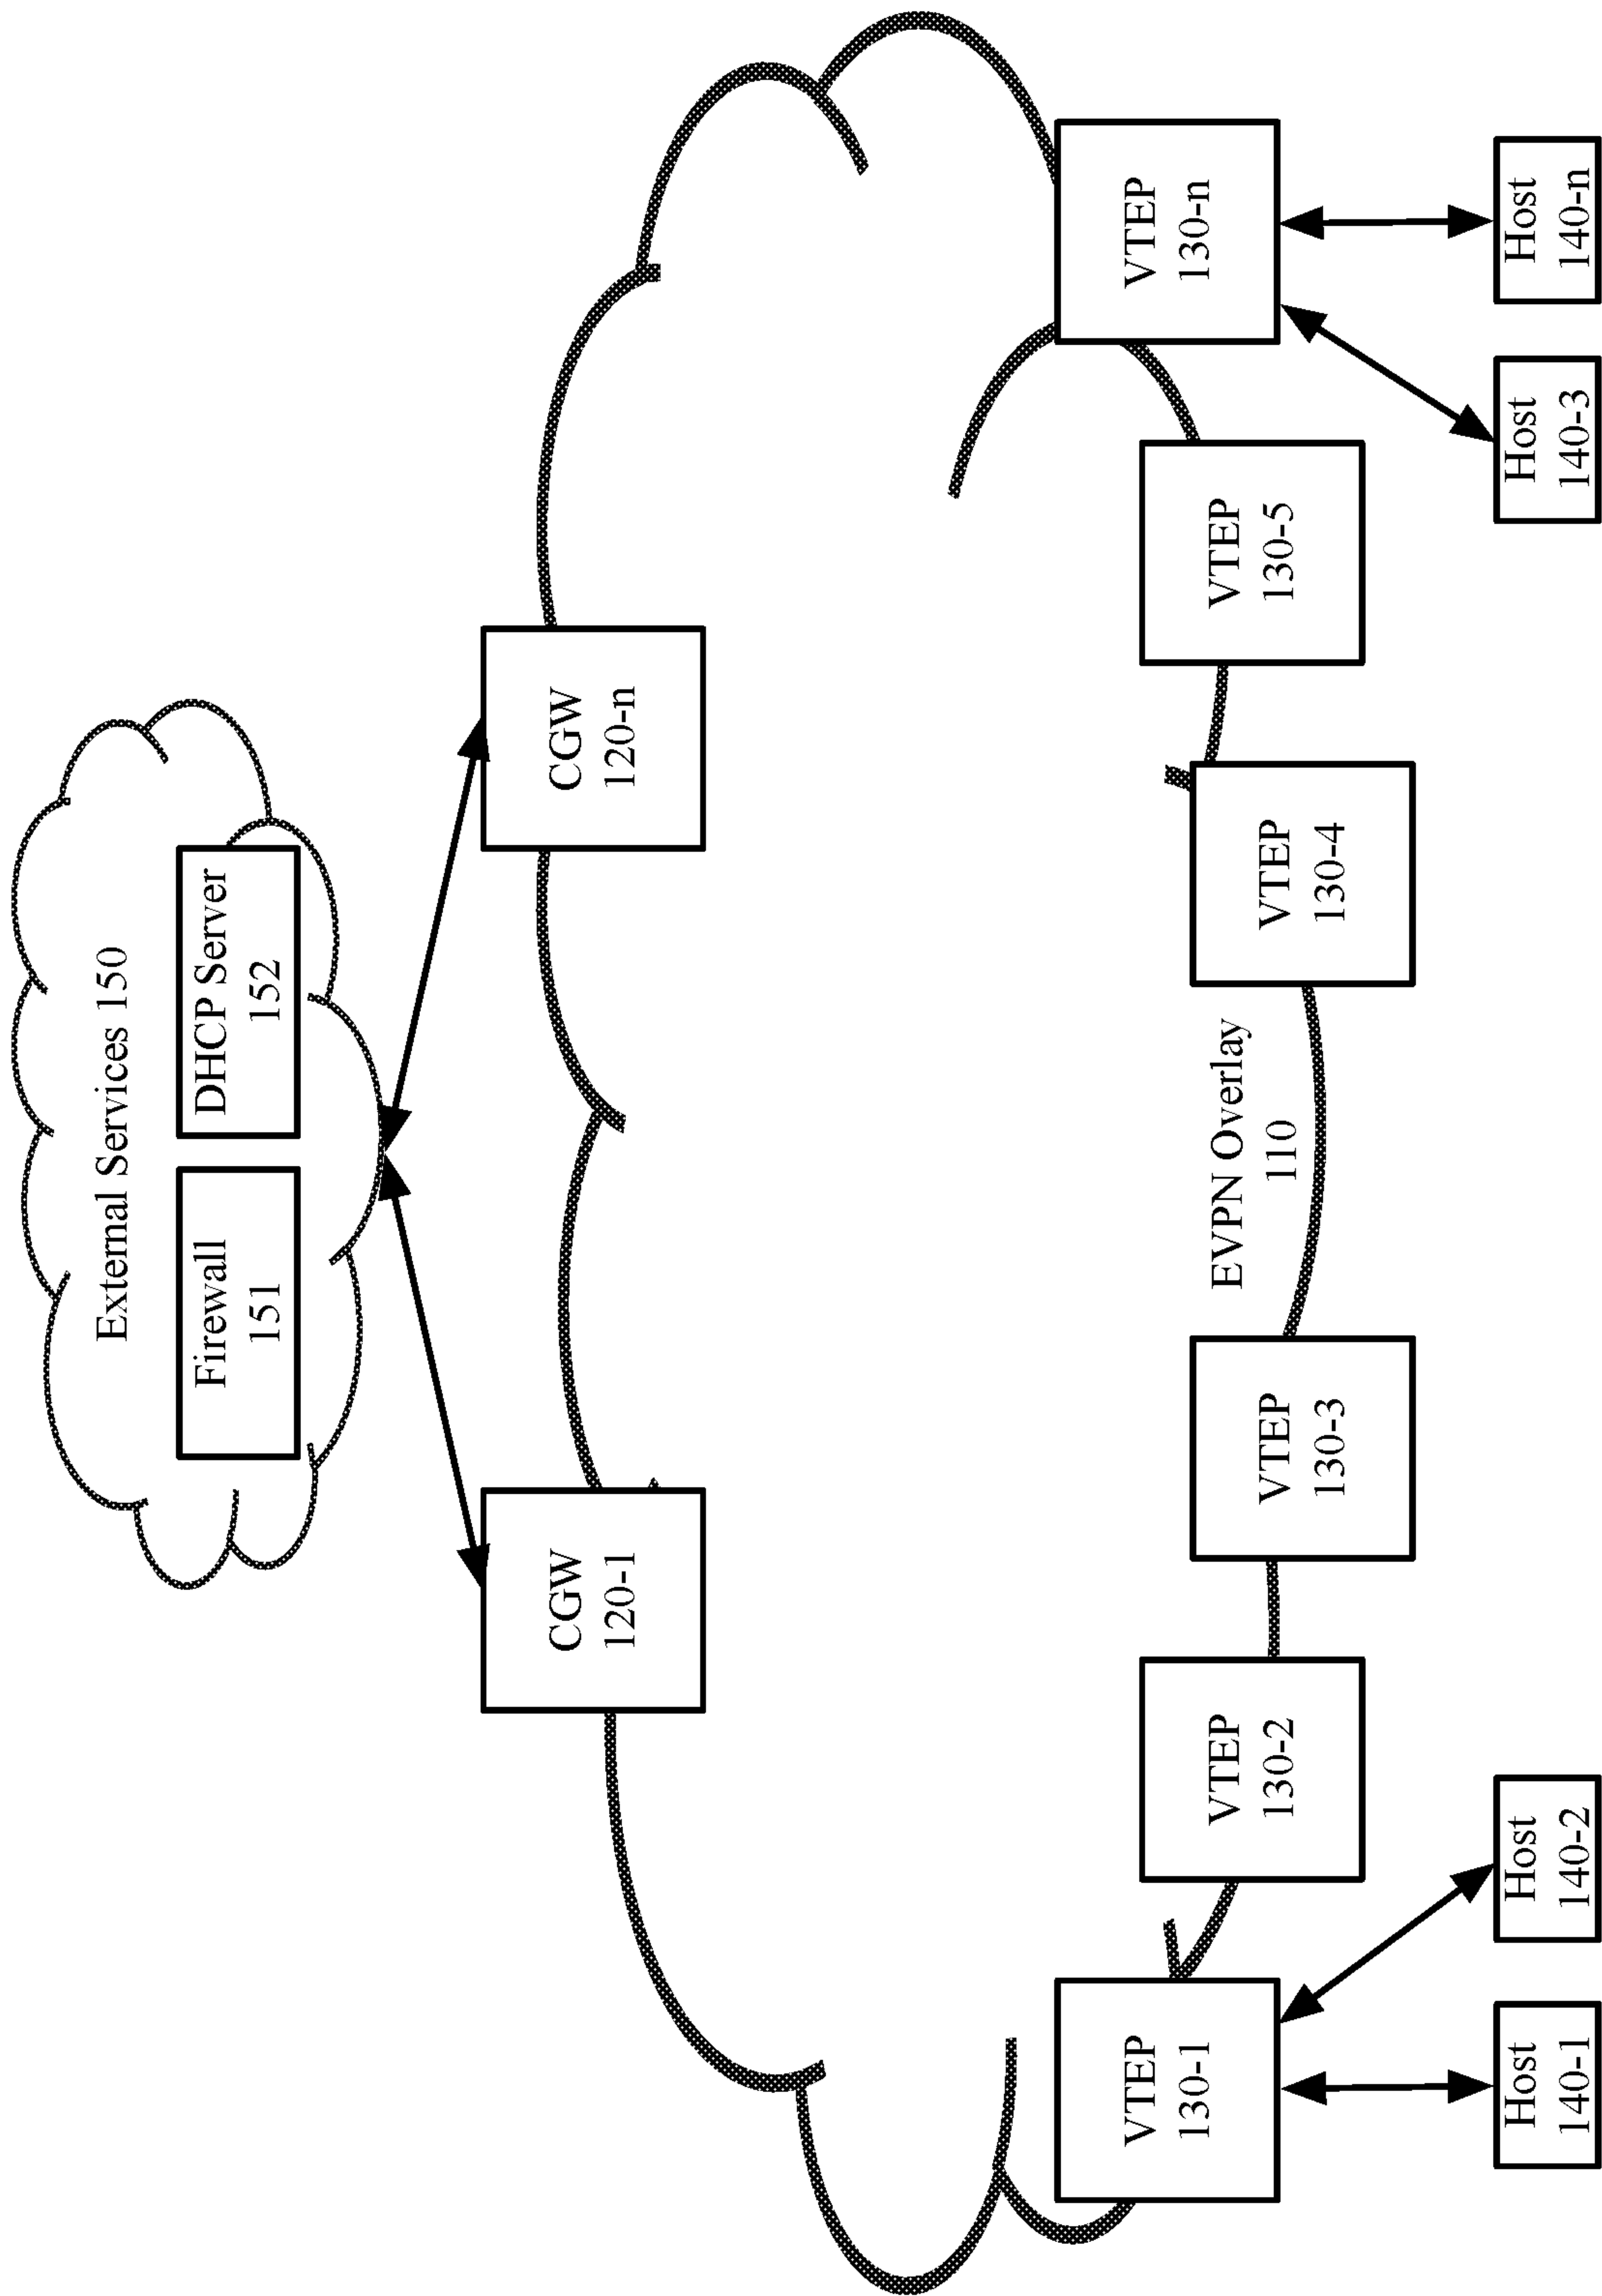 External Services 150
Firewall
151
DHCP Server
152
CGW
120-1
CGW
120-n
EVPN Overlay
110
VTEP
130-1
VTEP
130-2
VTEP
130-3
VTEP
130-4
VTEP
130-5
VTEP
130-n
Host
140-1
Host
140-2
Host
140-3
Host
140-n